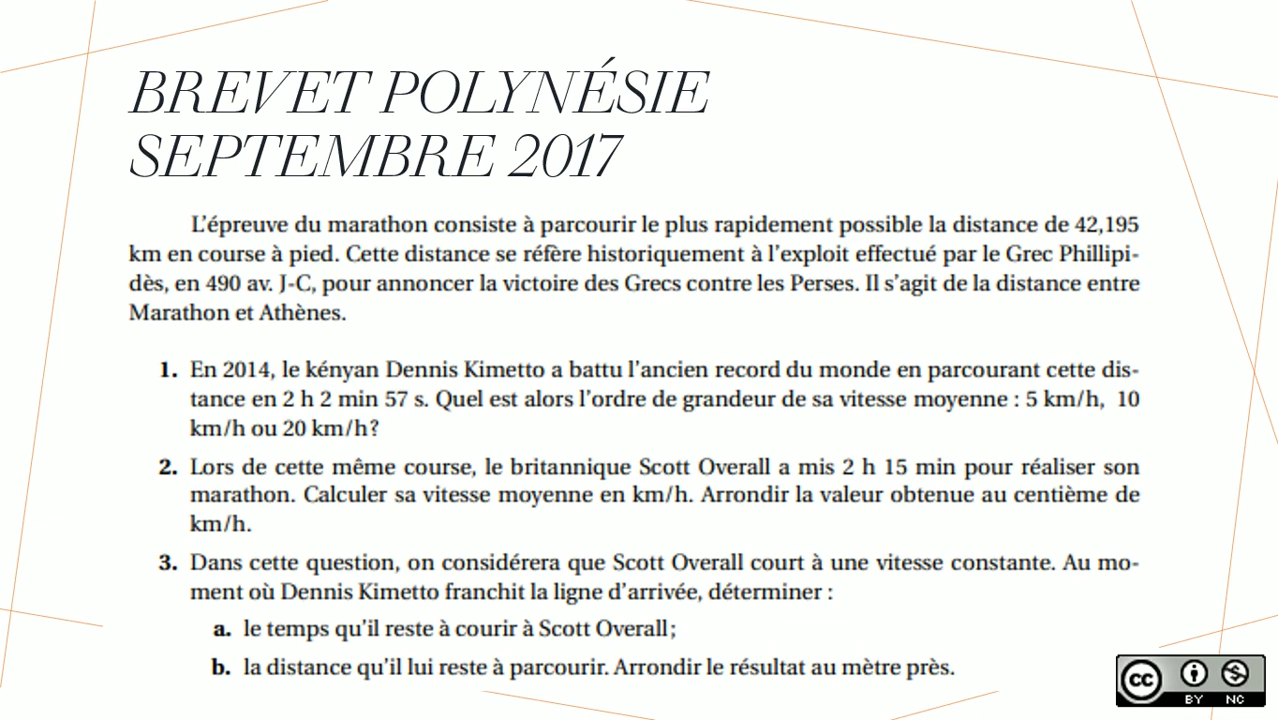 BREVET POLYNÉSIE
SEPTEMBRE 2017
L'épreuve du marathon consiste à parcourir le plus rapidement possible la distance de 42,195
km en course à pied. Cette distance se réfère historiquement à l'exploit effectué par le Grec Phillipi-
dès, en 490 av. J-C, pour annoncer la victoire des Grecs contre les Perses. Il s'agit de la distance entre
Marathon et Athènes.
1. En 2014, le kényan Dennis Kimetto a battu l'ancien record du monde en parcourant cette dis-
tance en 2 h 2 min 57 s. Quel est alors l'ordre de grandeur de sa vitesse moyenne : 5 km/h, 10
km/h ou 20 km/h?
2. Lors de cette même course, le britannique Scott Overall a mis 2 h 15 min pour réaliser son
marathon. Calculer sa vitesse moyenne en km/h. Arrondir la valeur obtenue au centième de
km/h.
3. Dans cette question, on considérera que Scott Overall court à une vitesse constante. Au mo-
ment où Dennis Kimetto franchit la ligne d'arrivée, déterminer :
a. le temps qu'il reste à courir à Scott Overall;
b. la distance qu'il lui reste à parcourir. Arrondir le résultat au mètre près.
cc BY NC